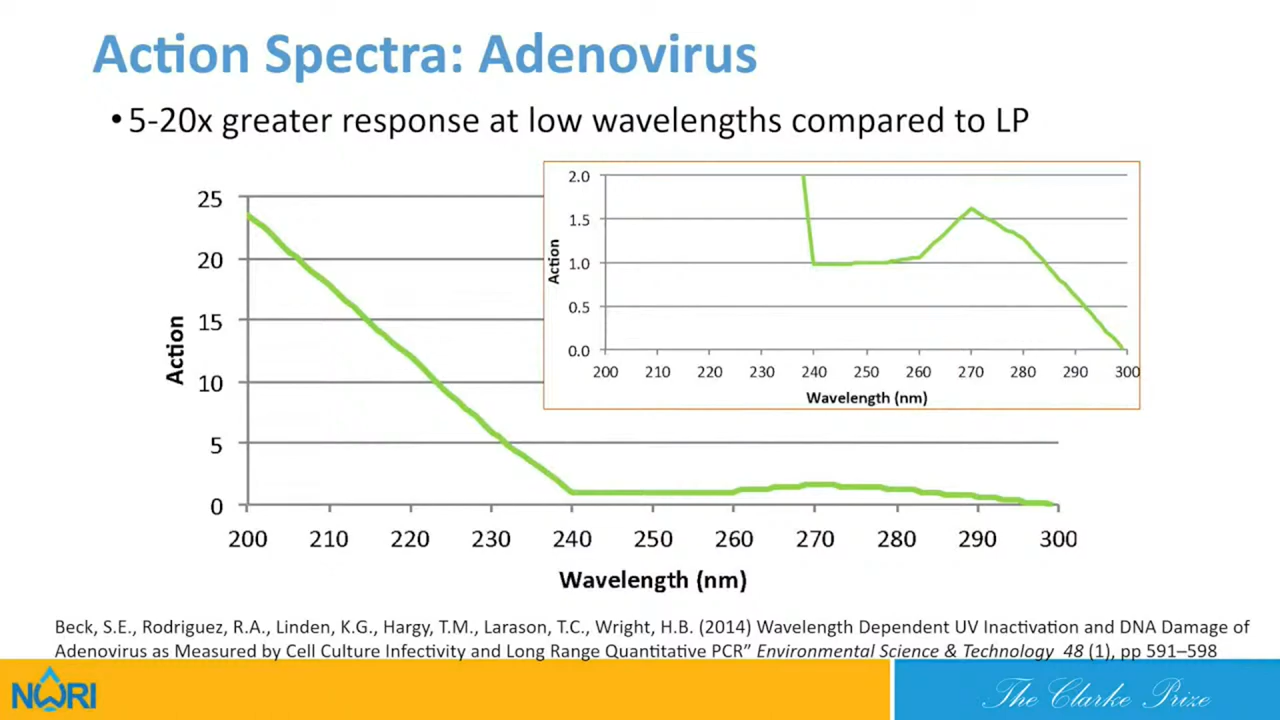 Action Spectra: Adenovirus
•5-20x greater response at low wavelengths compared to LP
25
20
15
10
5
0
Action
200 210 220 230 240 250 260 270 280 290 300
Wavelength (nm)
2.0
1.5
1.0
0.5
0.0
Action
200 210 220 230 240 250 260 270 280 290 300
Wavelength (nm)
Beck, S.E., Rodriguez, R.A., Linden, K.G., Hargy, T.M., Larason, T.C., Wright, H.B. (2014) Wavelength Dependent UV Inactivation and DNA Damage of
Adenovirus as Measured by Cell Culture Infectivity and Long Range Quantitative PCR” Environmental Science & Technology 48 (1), pp 591–598
NWRI
The Clarke Prize